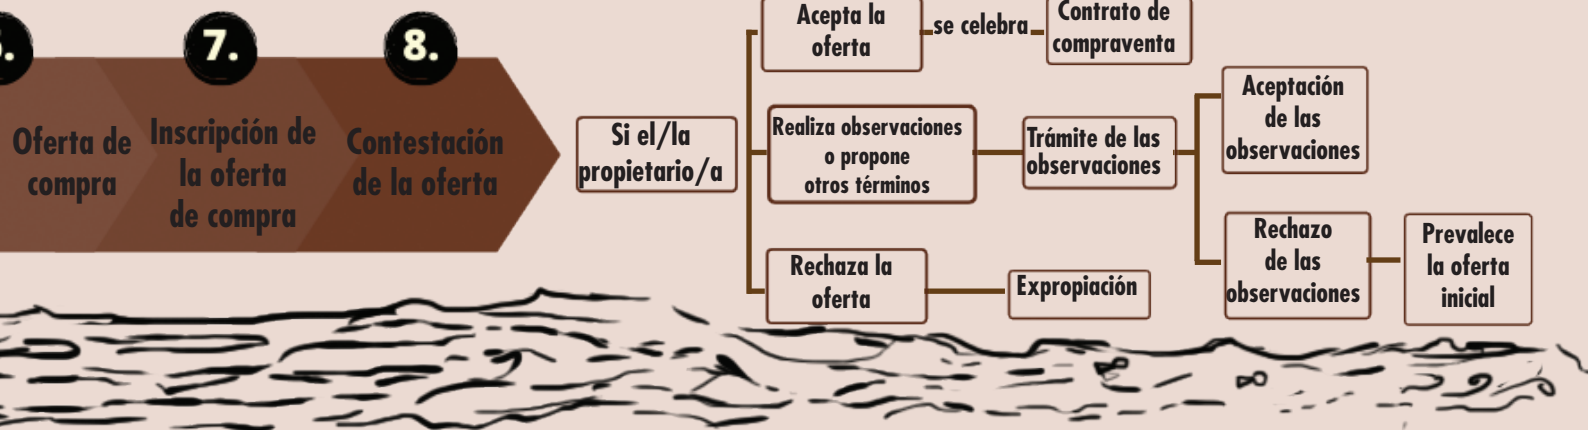 6.
Oferta de
compra
7.
Inscripción de
la oferta
de compra
8.
Contestación
de la oferta
Si el/la
propietario/a
Acepta la
oferta
se celebra
Contrato de
compraventa
Realiza observaciones
o propone
otros términos
Trámite de las
observaciones
Aceptación
de las
observaciones
Rechazo
de las
observaciones
Prevalece
la oferta
inicial
Rechaza la
oferta
Expropiación